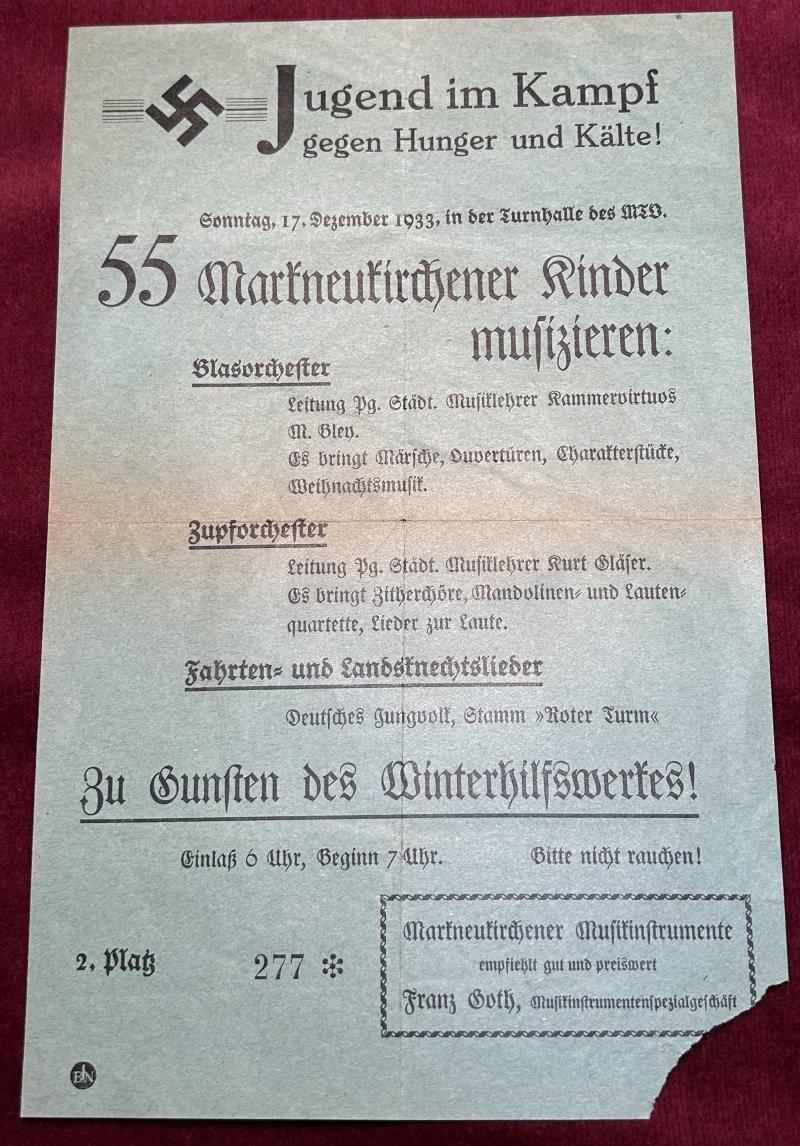 Jugend im Kampf
gegen Hunger und Kälte!
Sonntag, 17. Dezember 1933, in der Turnhalle des MTV.
55 Markneukirchener Kinder
musizieren:
Blasorchester
Leitung Pg. Städt. Musiklehrer Kammervirtuos
M. Gley.
Es bringt Märsche, Ouvertüren, Charakterstücke,
Weihnachtsmusik.
Zupforchester
Leitung Pg. Städt. Musiklehrer Kurt Gläser.
Es bringt Zitherchöre, Mandolinen- und Lauten-
quartette, Lieder zur Laute.
Fahrten- und Landsknechtslieder
Deutsches Jungvolk, Stamm »Roter Turm«
Zu Gunsten des Winterhilfswerkes!
Einlaß 6 Uhr, Beginn 7 Uhr. Bitte nicht rauchen!
Markneukirchener Musikinstrumente
empfiehlt gut und preiswert
Franz Goth, Musikinstrumentenspezialgeschäft
2. Platz 277 ✻